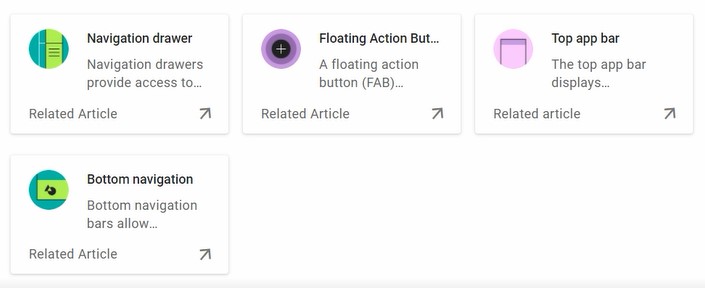 Navigation drawer
Navigation drawers
provide access to…
Related Article
Floating Action But…
A floating action
button (FAB)…
Related Article
Top app bar
The top app bar
displays…
Related article
Bottom navigation
Bottom navigation
bars allow…
Related Article